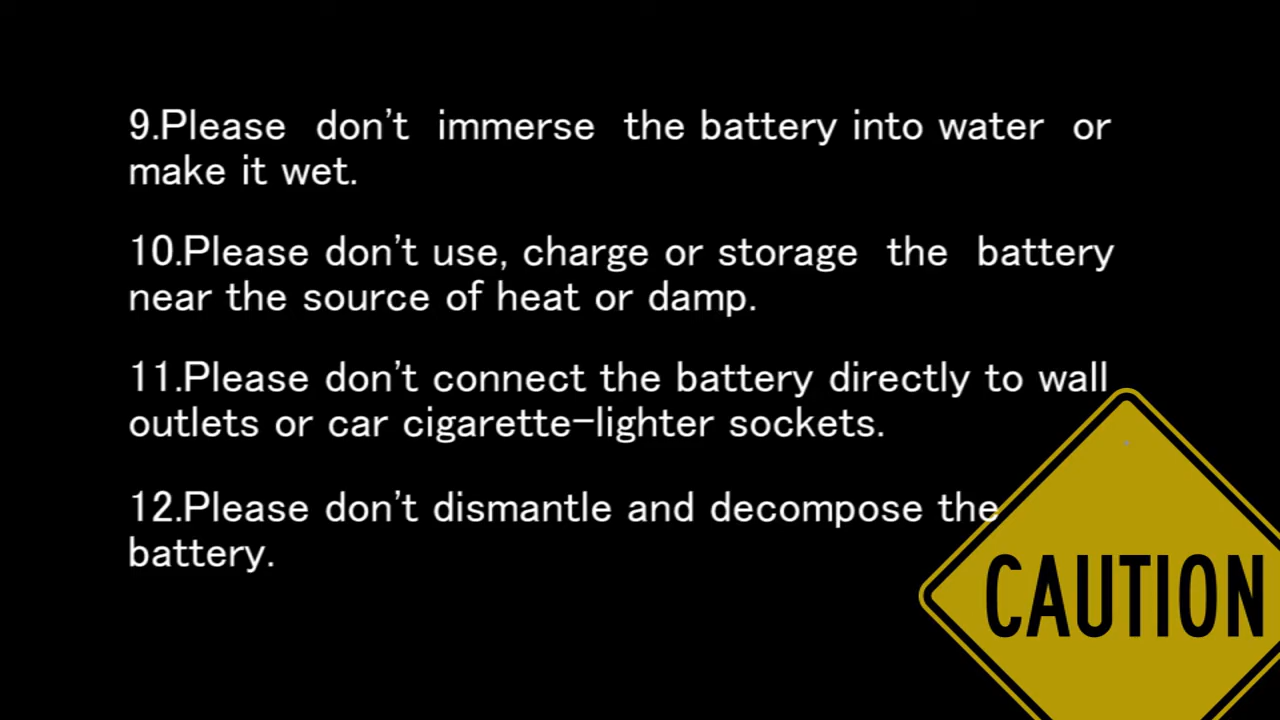 9.Please don't immerse the battery into water or
make it wet.
10.Please don't use, charge or storage the battery
near the source of heat or damp.
11.Please don't connect the battery directly to wall
outlets or car cigarette-lighter sockets.
12.Please don't dismantle and decompose the
battery.
CAUTION